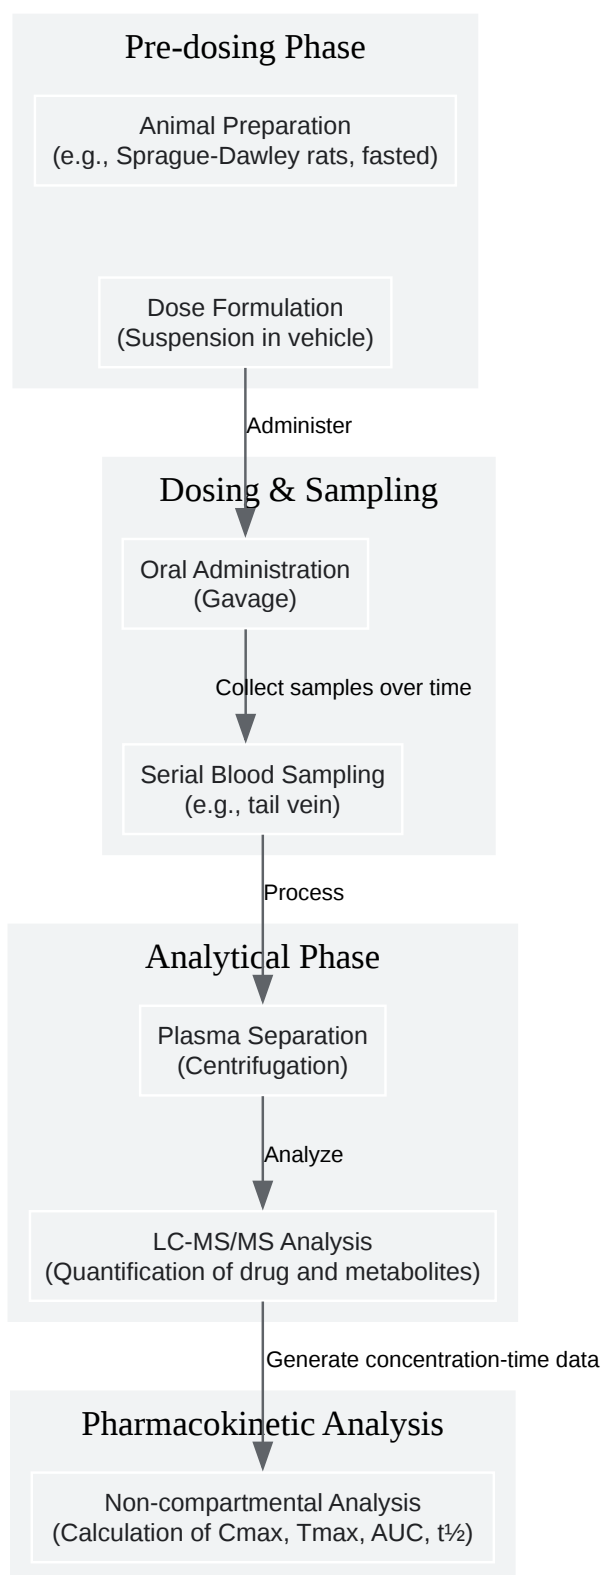 Pre-dosing Phase
Animal Preparation
(e.g., Sprague-Dawley rats, fasted)
Dose Formulation
(Suspension in vehicle)
Administer
Dosing & Sampling
Oral Administration
(Gavage)
Collect samples over time
Serial Blood Sampling
(e.g., tail vein)
Process
Analytical Phase
Plasma Separation
(Centrifugation)
Analyze
LC-MS/MS Analysis
(Quantification of drug and metabolites)
Generate concentration-time data
Pharmacokinetic Analysis
Non-compartmental Analysis
(Calculation of Cmax, Tmax, AUC, t½)